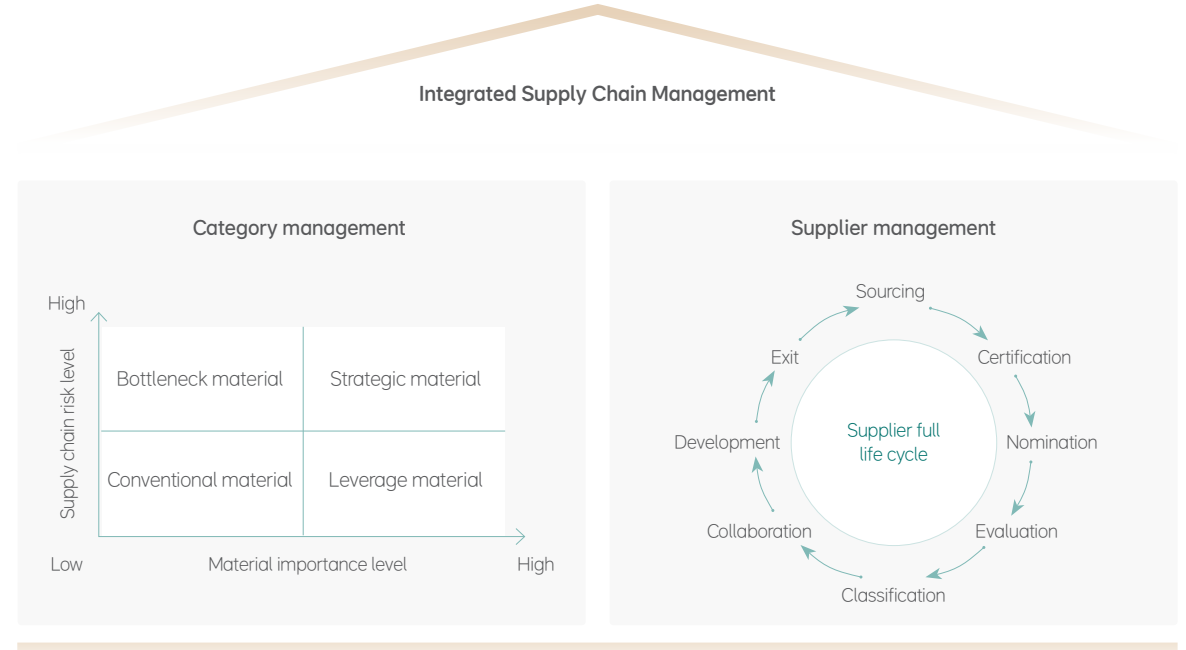 Integrated Supply Chain Management
Category management
High
Supply chain risk level
Bottleneck material
Strategic material
Conventional material
Leverage material
Low
Material importance level
High
Supplier management
Sourcing
Certification
Nomination
Evaluation
Classification
Collaboration
Development
Exit
Supplier full
life cycle